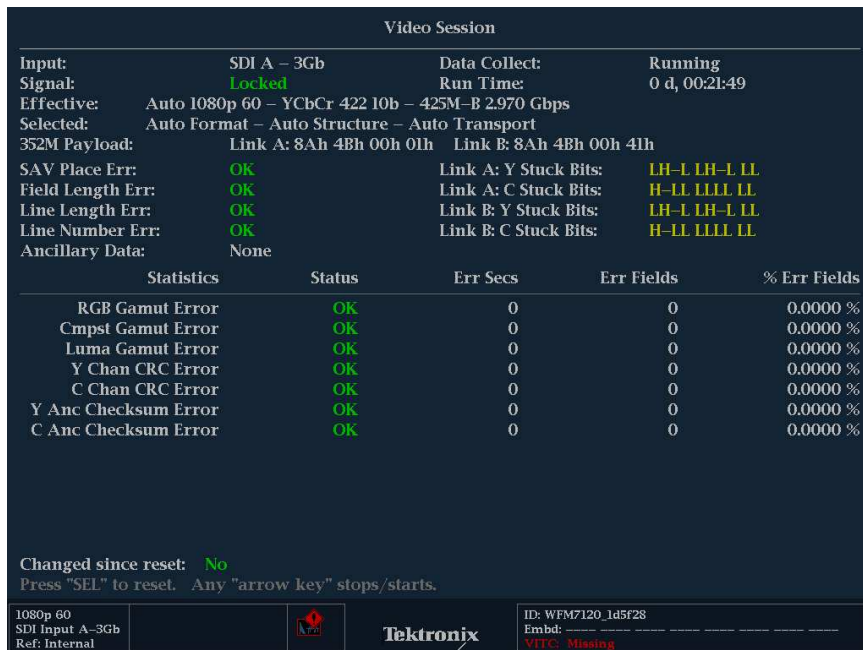 Video Session
Input: SDI A – 3Gb Data Collect: Running
Signal: Locked Run Time: 0 d, 00:21:49
Effective: Auto 1080p 60 – YCbCr 422 10b – 425M–B 2.970 Gbps
Selected: Auto Format – Auto Structure – Auto Transport
352M Payload: Link A: 8Ah 4Bh 00h 01h Link B: 8Ah 4Bh 00h 41h
SAV Place Err: OK Link A: Y Stuck Bits: LH–L LH–L LL
Field Length Err: OK Link A: C Stuck Bits: H–LL LLLL LL
Line Length Err: OK Link B: Y Stuck Bits: LH–L LH–L LL
Line Number Err: OK Link B: C Stuck Bits: H–LL LLLL LL
Ancillary Data: None
Statistics Status Err Secs Err Fields % Err Fields
RGB Gamut Error OK 0 0 0.0000 %
Cmpst Gamut Error OK 0 0 0.0000 %
Luma Gamut Error OK 0 0 0.0000 %
Y Chan CRC Error OK 0 0 0.0000 %
C Chan CRC Error OK 0 0 0.0000 %
Y Anc Checksum Error OK 0 0 0.0000 %
C Anc Checksum Error OK 0 0 0.0000 %
Changed since reset: No
Press "SEL" to reset. Any "arrow key" stops/starts.
1080p 60
SDI Input A–3Gb
Ref: Internal
Tektronix
ID: WFM7120_1d5f28
Embd: –––– –––– –––– –––– –––– –––– –––– ––––
VITC: Missing